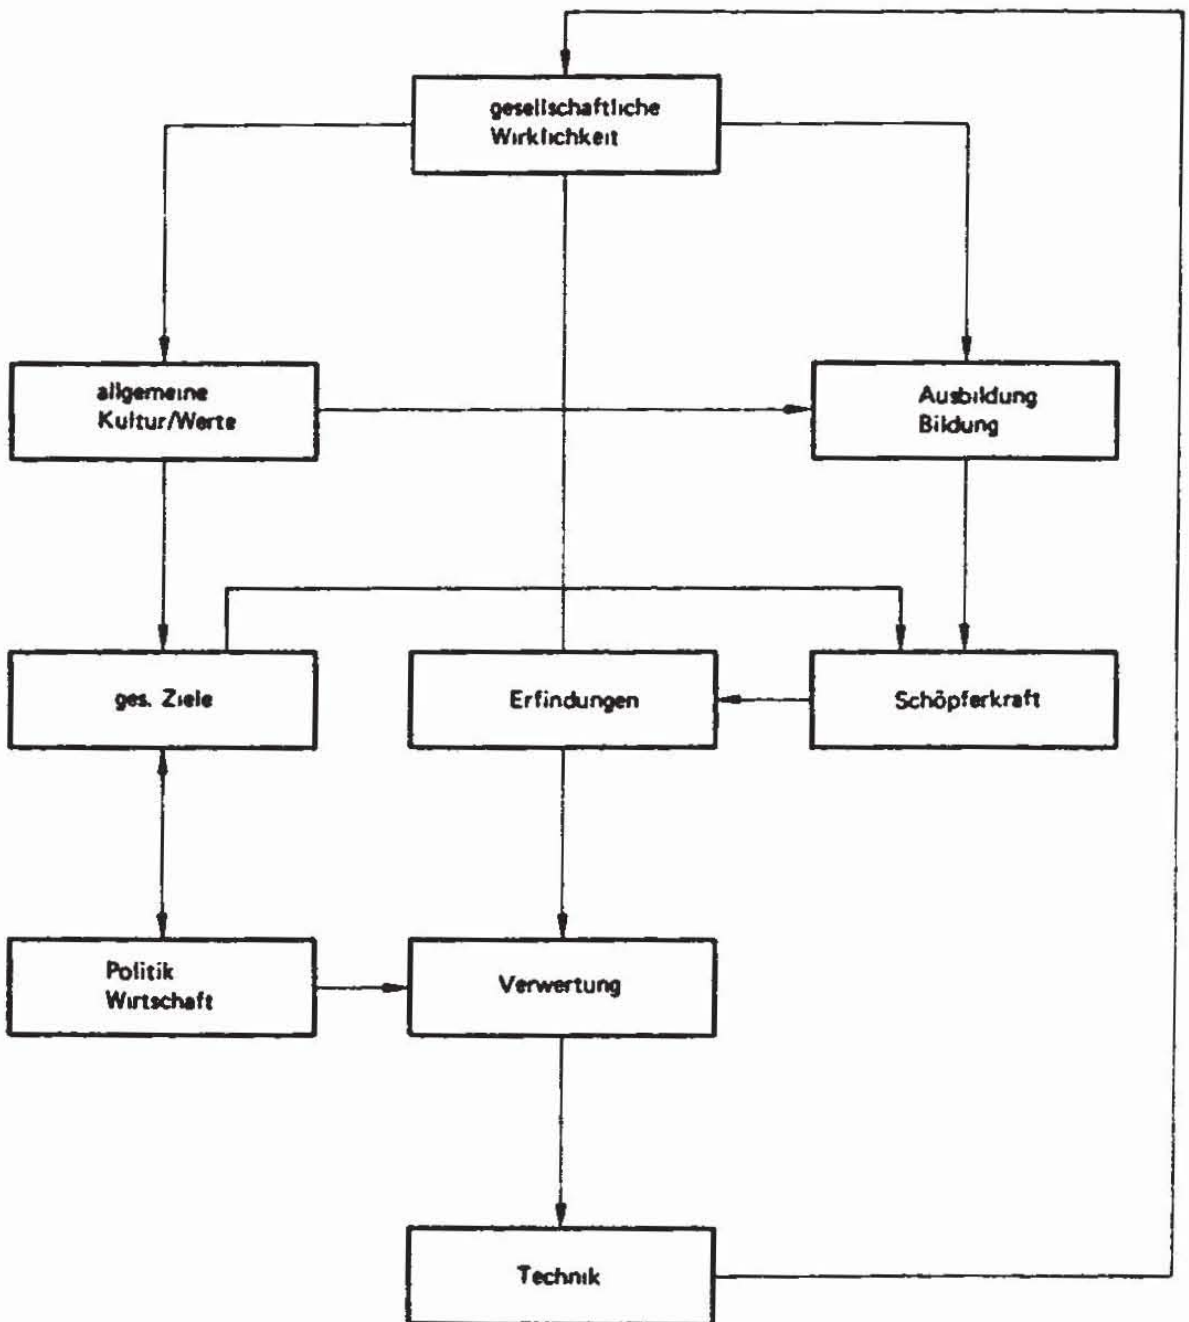 gesellschaftliche
Wirklichkeit
allgemeine
Kultur/Werte
Ausbildung
Bildung
ges. Ziele
Erfindungen
Schöpferkraft
Politik
Wirtschaft
Verwertung
Technik